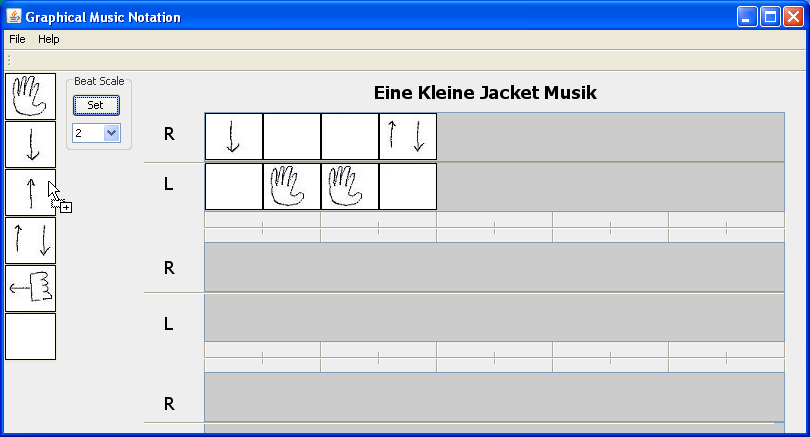 Graphical Music Notation
File Help
Beat Scale
Set
2
Eine Kleine Jacket Musik
R
L
R
L
R